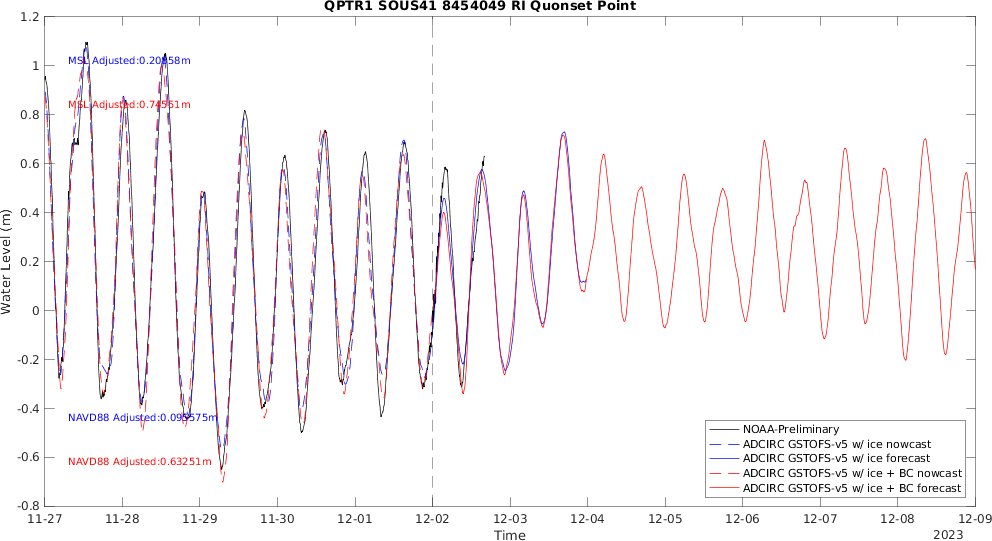 QPTR1 SOUS41 8454049 RI Quonset Point
1.2
1
0.8
0.6
0.4
0.2
0
-0.2
-0.4
-0.6
-0.8
Water Level (m)
MSL Adjusted:0.20858m
MSL Adjusted:0.74551m
NAVD88 Adjusted:0.095575m
NAVD88 Adjusted:0.63251m
NOAA-Preliminary
ADCIRC GSTOFS-v5 w/ ice nowcast
ADCIRC GSTOFS-v5 w/ ice forecast
ADCIRC GSTOFS-v5 w/ ice + BC nowcast
ADCIRC GSTOFS-v5 w/ ice + BC forecast
11-27 11-28 11-29 11-30 12-01 12-02 12-03 12-04 12-05 12-06 12-07 12-08 12-09
Time
2023